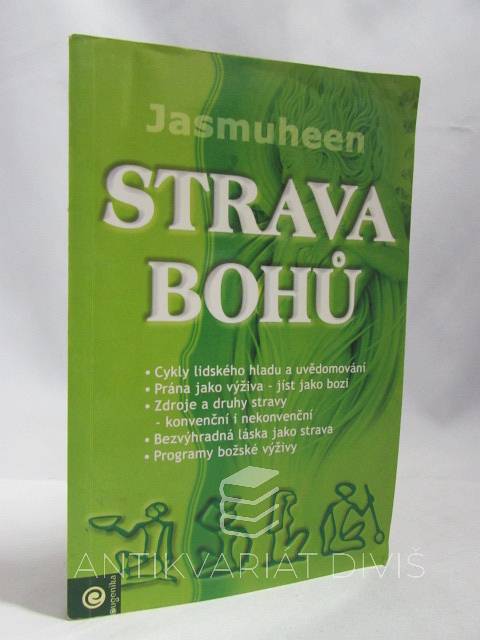 Jasmuheen
STRAVA
BOHŮ
• Cykly lidského hladu a uvědomování
• Prána jako výživa - jíst jako bozi
• Zdroje a druhy stravy
- konvenční i nekonvenční
• Bezvýhradná láska jako strava
• Programy božské výživy
ANTIKVARIÁT DIVIŠ
eugenika